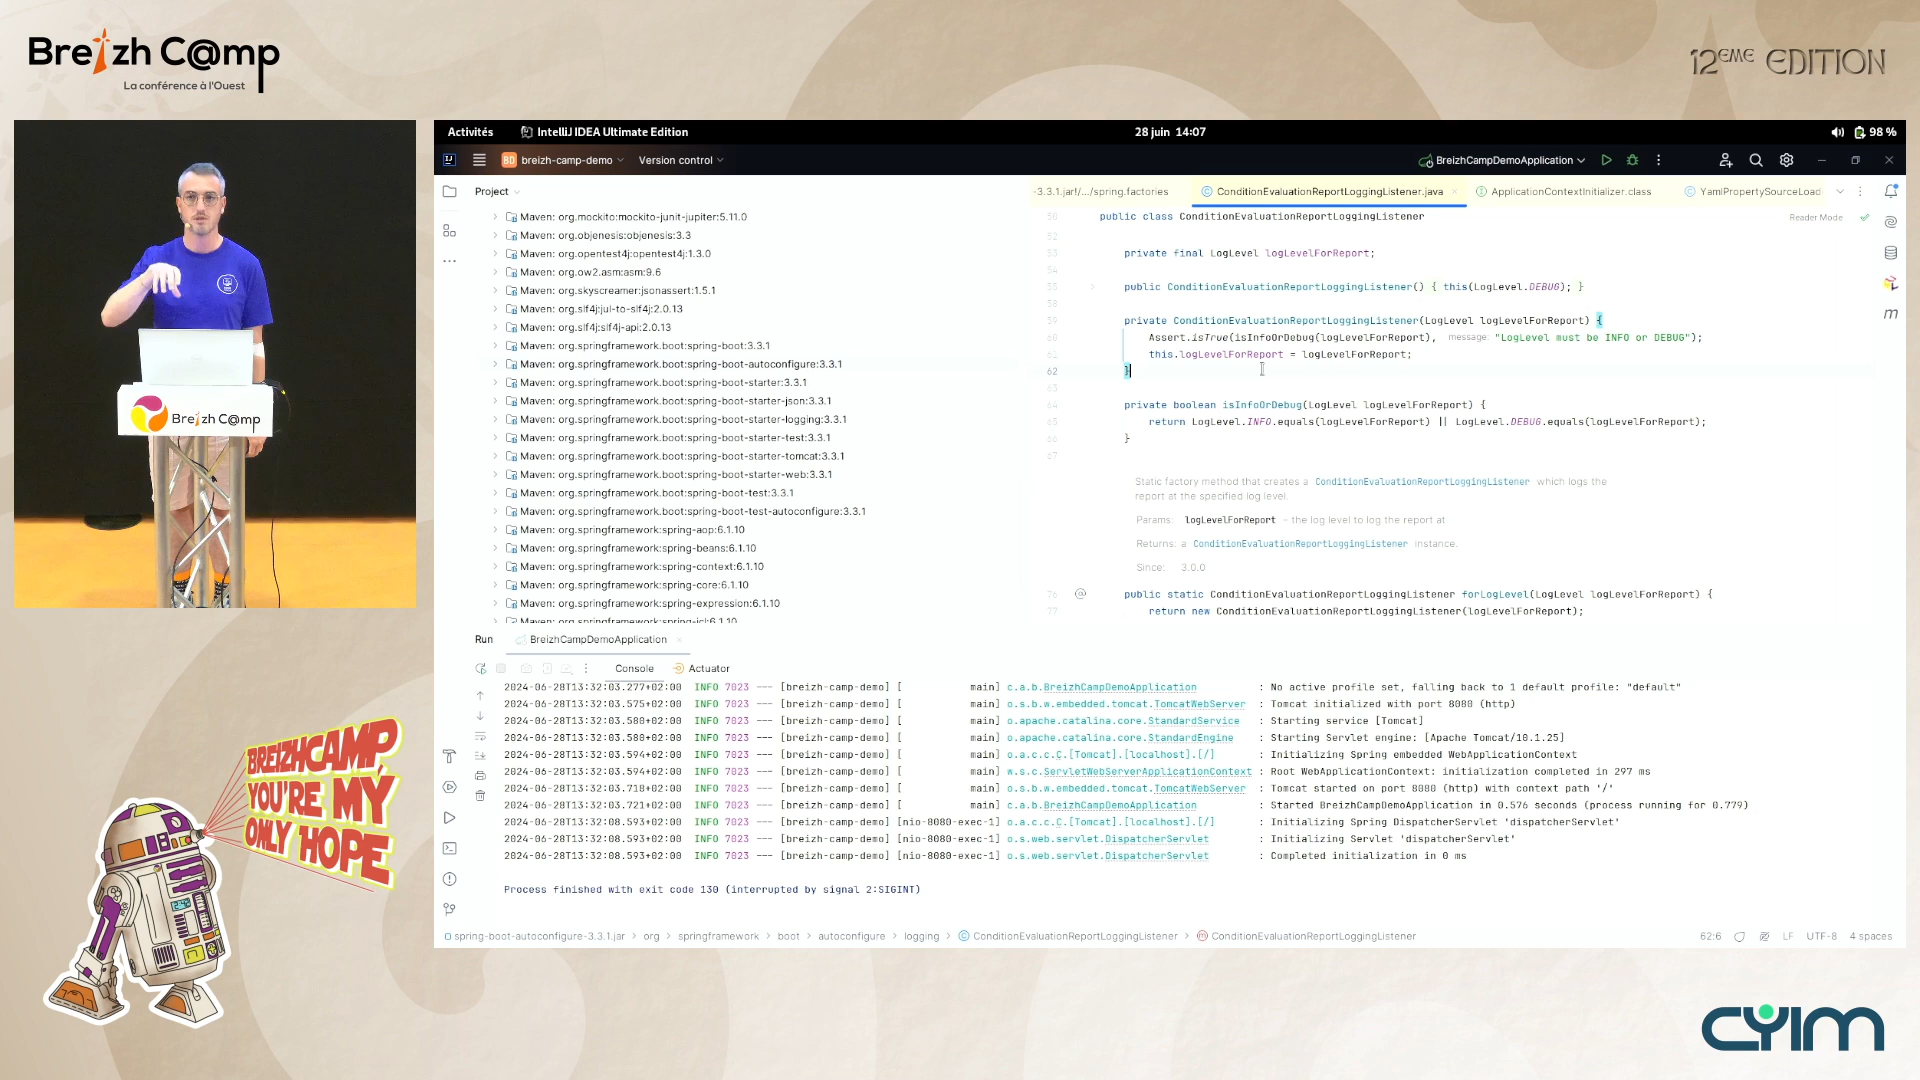 Breizh C@mp
La conférence à l'Ouest
12ÈME EDITION
Breizh C@mp
BREIZHCAMP
YOU'RE MY
ONLY HOPE
CYIM
Activités
IntelliJ IDEA Ultimate Edition
28 juin 14:07
98 %
BD breizh-camp-demo
Version control
BreizhCampDemoApplication
Project
-3.3.1.jar!/.../spring.factories
ConditionEvaluationReportLoggingListener.java
ApplicationContextInitializer.class
YamlPropertySourceLoad
Maven: org.mockito:mockito-junit-jupiter:5.11.0
Maven: org.objenesis:objenesis:3.3
Maven: org.opentest4j:opentest4j:1.3.0
Maven: org.ow2.asm:asm:9.6
Maven: org.skyscreamer:jsonassert:1.5.1
Maven: org.slf4j:jul-to-slf4j:2.0.13
Maven: org.slf4j:slf4j-api:2.0.13
Maven: org.springframework.boot:spring-boot:3.3.1
Maven: org.springframework.boot:spring-boot-autoconfigure:3.3.1
Maven: org.springframework.boot:spring-boot-starter:3.3.1
Maven: org.springframework.boot:spring-boot-starter-json:3.3.1
Maven: org.springframework.boot:spring-boot-starter-logging:3.3.1
Maven: org.springframework.boot:spring-boot-starter-test:3.3.1
Maven: org.springframework.boot:spring-boot-starter-tomcat:3.3.1
Maven: org.springframework.boot:spring-boot-starter-web:3.3.1
Maven: org.springframework.boot:spring-boot-test:3.3.1
Maven: org.springframework.boot:spring-boot-test-autoconfigure:3.3.1
Maven: org.springframework:spring-aop:6.1.10
Maven: org.springframework:spring-beans:6.1.10
Maven: org.springframework:spring-context:6.1.10
Maven: org.springframework:spring-core:6.1.10
Maven: org.springframework:spring-expression:6.1.10
Maven: org.springframework:spring-jcl:6.1.10
Reader Mode
50 public class ConditionEvaluationReportLoggingListener
52
53 private final LogLevel logLevelForReport;
54
55 public ConditionEvaluationReportLoggingListener() { this(LogLevel.DEBUG); }
58
59 private ConditionEvaluationReportLoggingListener(LogLevel logLevelForReport) {
60 Assert.isTrue(isInfoOrDebug(logLevelForReport), message: "LogLevel must be INFO or DEBUG");
61 this.logLevelForReport = logLevelForReport;
62 }
63
64 private boolean isInfoOrDebug(LogLevel logLevelForReport) {
65 return LogLevel.INFO.equals(logLevelForReport) || LogLevel.DEBUG.equals(logLevelForReport);
66 }
67
Static factory method that creates a ConditionEvaluationReportLoggingListener which logs the
report at the specified log level.
Params: logLevelForReport – the log level to log the report at
Returns: a ConditionEvaluationReportLoggingListener instance.
Since: 3.0.0
76 public static ConditionEvaluationReportLoggingListener forLogLevel(LogLevel logLevelForReport) {
77 return new ConditionEvaluationReportLoggingListener(logLevelForReport);
Run
BreizhCampDemoApplication
Console
Actuator
2024-06-28T13:32:03.277+02:00 INFO 7023 --- [breizh-camp-demo] [ main] c.a.b.BreizhCampDemoApplication : No active profile set, falling back to 1 default profile: "default"
2024-06-28T13:32:03.575+02:00 INFO 7023 --- [breizh-camp-demo] [ main] o.s.b.w.embedded.tomcat.TomcatWebServer : Tomcat initialized with port 8080 (http)
2024-06-28T13:32:03.580+02:00 INFO 7023 --- [breizh-camp-demo] [ main] o.apache.catalina.core.StandardService : Starting service [Tomcat]
2024-06-28T13:32:03.580+02:00 INFO 7023 --- [breizh-camp-demo] [ main] o.apache.catalina.core.StandardEngine : Starting Servlet engine: [Apache Tomcat/10.1.25]
2024-06-28T13:32:03.594+02:00 INFO 7023 --- [breizh-camp-demo] [ main] o.a.c.c.C.[Tomcat].[localhost].[/] : Initializing Spring embedded WebApplicationContext
2024-06-28T13:32:03.594+02:00 INFO 7023 --- [breizh-camp-demo] [ main] w.s.c.ServletWebServerApplicationContext : Root WebApplicationContext: initialization completed in 297 ms
2024-06-28T13:32:03.718+02:00 INFO 7023 --- [breizh-camp-demo] [ main] o.s.b.w.embedded.tomcat.TomcatWebServer : Tomcat started on port 8080 (http) with context path '/'
2024-06-28T13:32:03.721+02:00 INFO 7023 --- [breizh-camp-demo] [ main] c.a.b.BreizhCampDemoApplication : Started BreizhCampDemoApplication in 0.576 seconds (process running for 0.779)
2024-06-28T13:32:08.593+02:00 INFO 7023 --- [breizh-camp-demo] [nio-8080-exec-1] o.a.c.c.C.[Tomcat].[localhost].[/] : Initializing Spring DispatcherServlet 'dispatcherServlet'
2024-06-28T13:32:08.593+02:00 INFO 7023 --- [breizh-camp-demo] [nio-8080-exec-1] o.s.web.servlet.DispatcherServlet : Initializing Servlet 'dispatcherServlet'
2024-06-28T13:32:08.593+02:00 INFO 7023 --- [breizh-camp-demo] [nio-8080-exec-1] o.s.web.servlet.DispatcherServlet : Completed initialization in 0 ms
Process finished with exit code 130 (interrupted by signal 2:SIGINT)
spring-boot-autoconfigure-3.3.1.jar > org > springframework > boot > autoconfigure > logging > ConditionEvaluationReportLoggingListener > ConditionEvaluationReportLoggingListener
62:6
LF
UTF-8
4 spaces